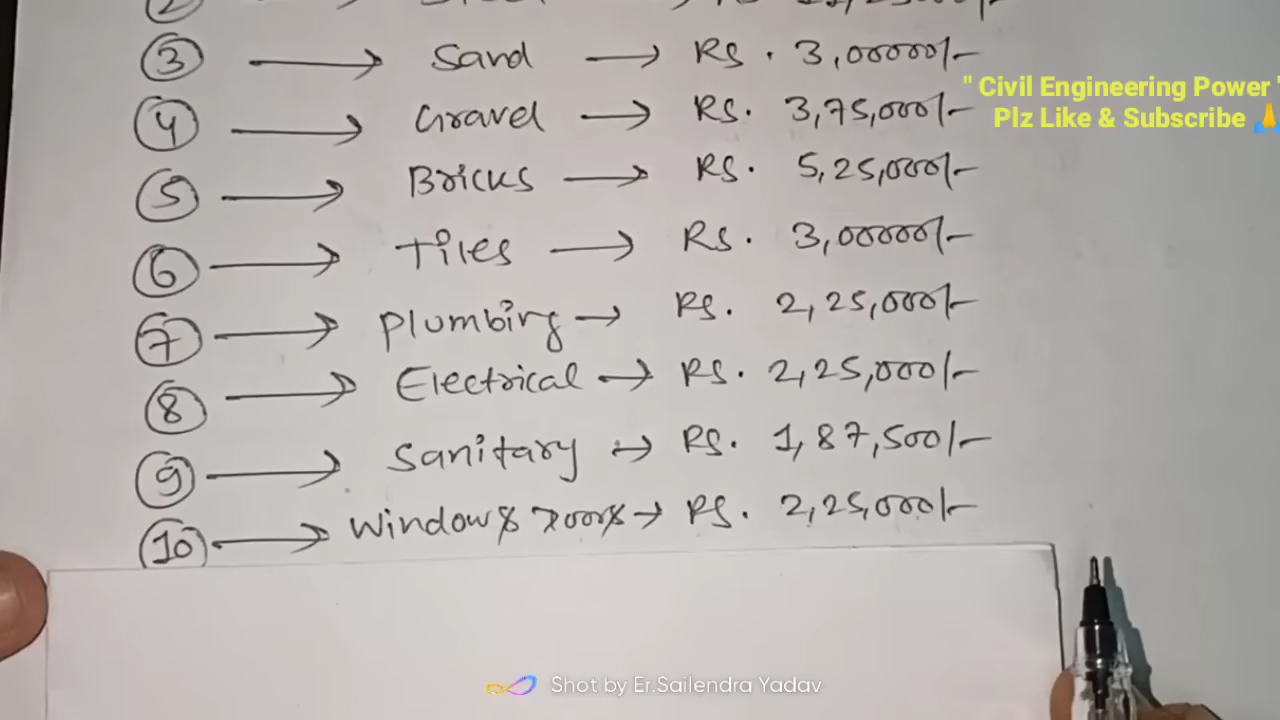 ③ → Sand → Rs. 3,00000/-
④ → Gravel → Rs. 3,75,000/-
⑤ → Bricks → Rs. 5,25,000/-
⑥ → Tiles → Rs. 3,00000/-
⑦ → Plumbing → Rs. 2,25,000/-
⑧ → Electrical → Rs. 2,25,000/-
⑨ → Sanitary → Rs. 1,87,500/-
⑩ → Window & → Rs. 2,25,000/-
" Civil Engineering Power "
Plz Like & Subscribe 🙏
Shot by Er.Sailendra Yadav